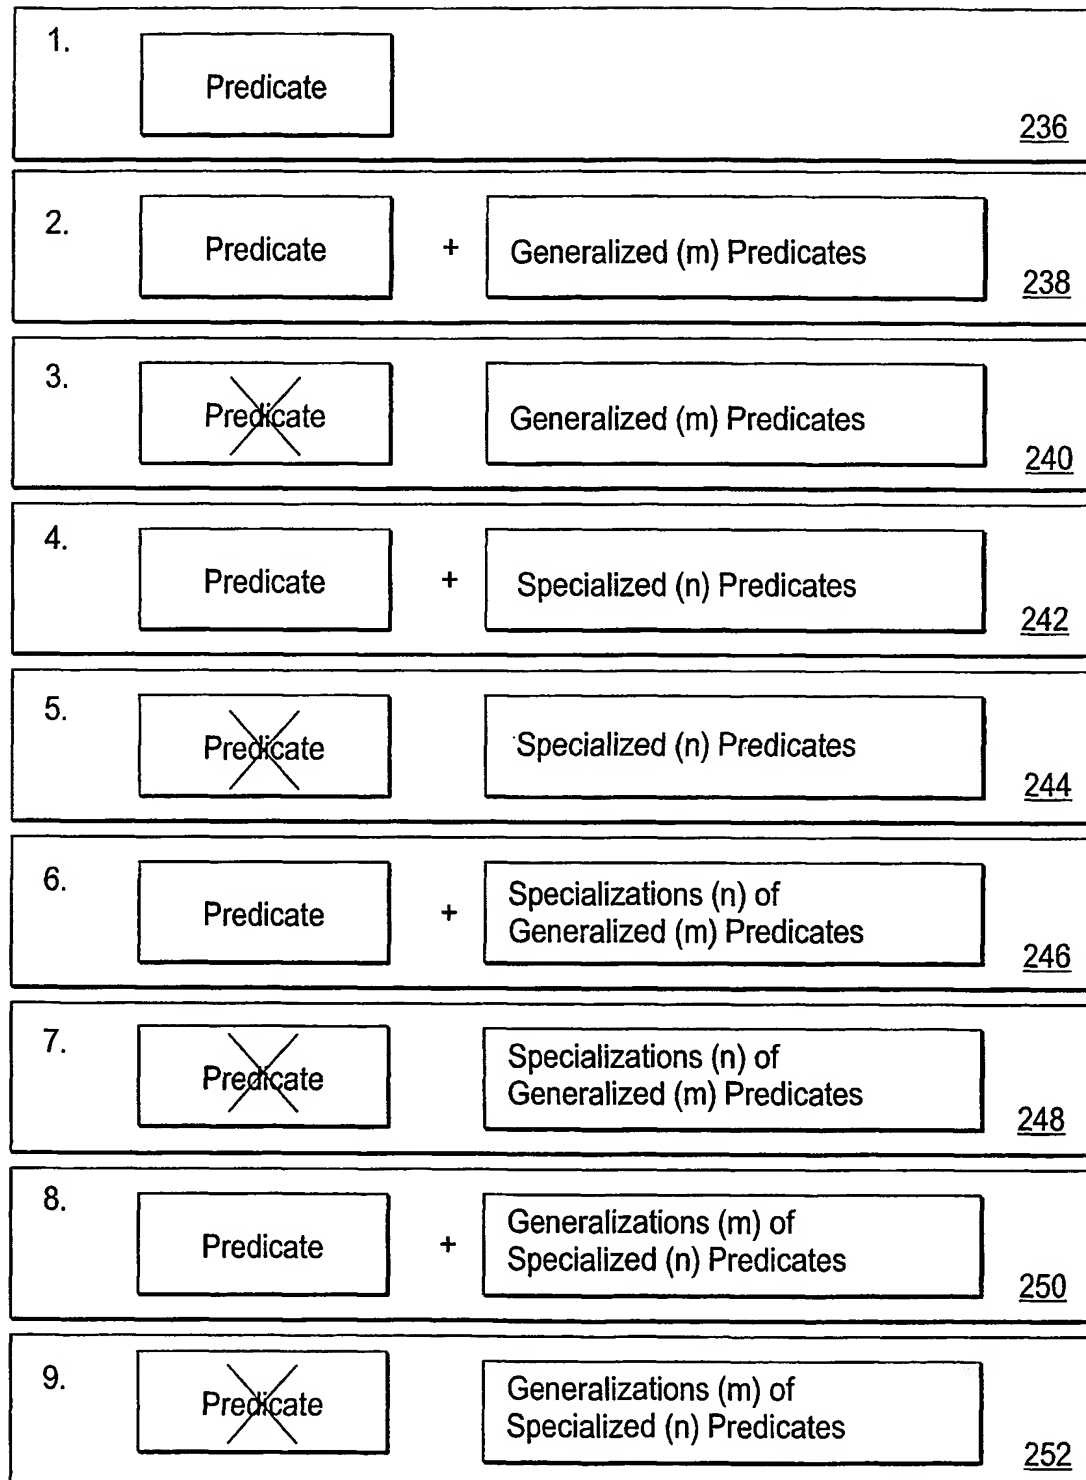 1.
Predicate
236
2.
Predicate + Generalized (m) Predicates
238
3.
Predicate Generalized (m) Predicates
240
4.
Predicate + Specialized (n) Predicates
242
5.
Predicate Specialized (n) Predicates
244
6.
Predicate + Specializations (n) of
Generalized (m) Predicates
246
7.
Predicate Specializations (n) of
Generalized (m) Predicates
248
8.
Predicate + Generalizations (m) of
Specialized (n) Predicates
250
9.
Predicate Generalizations (m) of
Specialized (n) Predicates
252